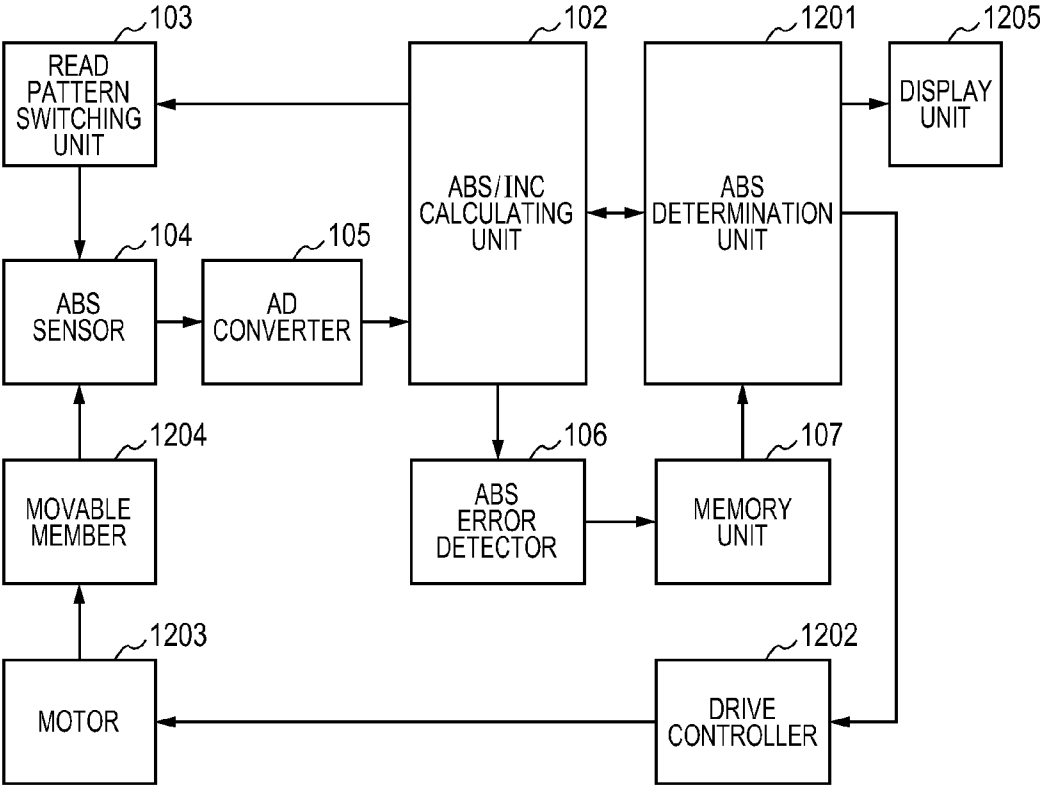 103
READ
PATTERN
SWITCHING
UNIT
102
ABS/INC
CALCULATING
UNIT
1201
ABS
DETERMINATION
UNIT
1205
DISPLAY
UNIT
104
ABS
SENSOR
105
AD
CONVERTER
1204
MOVABLE
MEMBER
106
ABS
ERROR
DETECTOR
107
MEMORY
UNIT
1203
MOTOR
1202
DRIVE
CONTROLLER